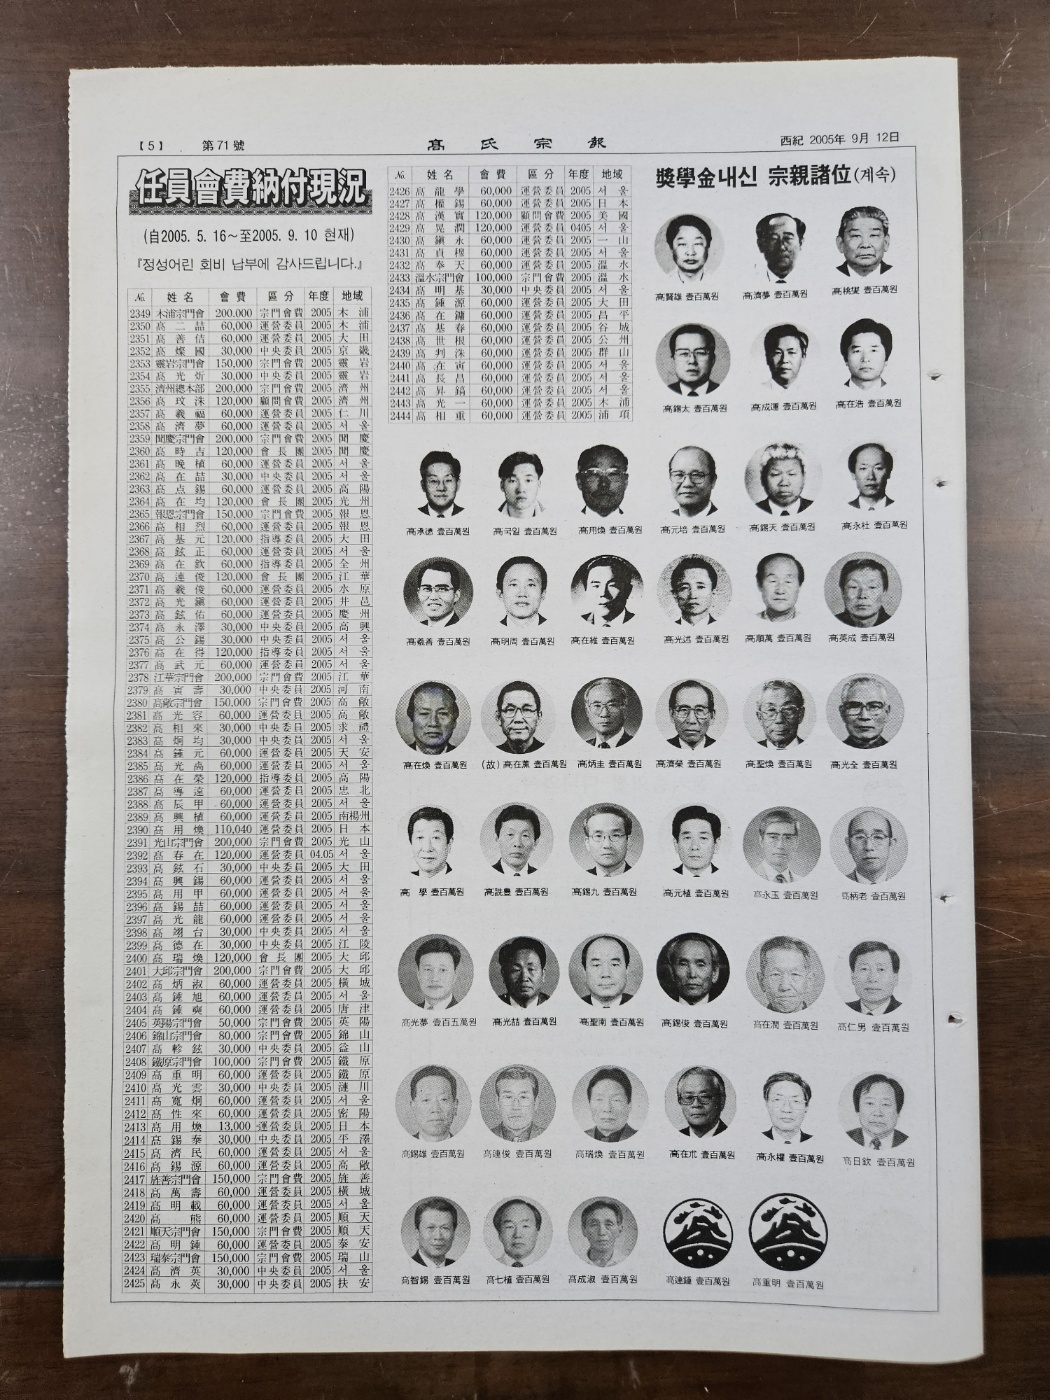 【5】 第71號
高氏宗報
西紀 2005年 9月 12日
任員會費納付現況
(自2005. 5. 16～至2005. 9. 10 현재)
『정성어린 회비 납부에 감사드립니다.』
№ 姓名 會費 區分 年度 地域
2349 木浦宗門會 200,000 宗門會費 2005 木浦
2350 高二喆 60,000 運營委員 2005 木浦
2351 高善佶 60,000 運營委員 2005 大田
2352 高燦國 30,000 中央委員 2005 京畿
2353 靈岩宗門會 150,000 宗門會費 2005 靈岩
2354 高光炘 30,000 中央委員 2005 靈岩
2355 濟州總本部 200,000 宗門會費 2005 濟州
2356 高玟洙 120,000 顧問會費 2005 濟州
2357 高義福 60,000 運營委員 2005 仁川
2358 高濟夢 60,000 運營委員 2005 서울
2359 聞慶宗門會 200,000 宗門會費 2005 聞慶
2360 高時吉 120,000 會長團 2005 聞慶
2361 高晚植 60,000 運營委員 2005 서울
2362 高在喆 30,000 中央委員 2005 서울
2363 高点錫 60,000 運營委員 2005 高陽
2364 高在均 120,000 會長團 2005 光州
2365 報恩宗門會 150,000 宗門會費 2005 報恩
2366 高相烈 60,000 運營委員 2005 報恩
2367 高基元 120,000 指導委員 2005 大田
2368 高鉉正 60,000 運營委員 2005 서울
2369 高在欽 60,000 指導委員 2005 全州
2370 高達俊 120,000 會長團 2005 江華
2371 高義俊 60,000 運營委員 2005 水原
2372 高光顯 60,000 運營委員 2005 井邑
2373 高鉉佑 60,000 運營委員 2005 慶州
2374 高永澤 30,000 中央委員 2005 高興
2375 高公錫 30,000 中央委員 2005 서울
2376 高在得 120,000 指導委員 2005 서울
2377 高武元 60,000 運營委員 2005 서울
2378 江華宗門會 200,000 宗門會費 2005 江華
2379 高寅壽 30,000 中央委員 2005 河南
2380 高敞宗門會 150,000 宗門會費 2005 高敞
2381 高光容 60,000 運營委員 2005 高敞
2382 高相來 30,000 中央委員 2005 求禮
2383 高炯均 30,000 中央委員 2005 서울
2384 高鍾元 60,000 運營委員 2005 天安
2385 高光禼 60,000 運營委員 2005 서울
2386 高在榮 120,000 指導委員 2005 高陽
2387 高導遠 60,000 運營委員 2005 忠北
2388 高辰甲 60,000 運營委員 2005 서울
2389 高興植 60,000 運營委員 2005 南楊州
2390 高用煥 110,040 運營委員 2005 日本
2391 光山宗門會 200,000 宗門會費 2005 光山
2392 高春在 120,000 運營委員 04.05 서울
2393 高鉉石 30,000 中央委員 2005 大田
2394 高興錫 60,000 運營委員 2005 서울
2395 高用甲 60,000 運營委員 2005 서울
2396 高錫喆 60,000 運營委員 2005 서울
2397 高光龍 60,000 運營委員 2005 서울
2398 高翊台 30,000 中央委員 2005 서울
2399 高德在 30,000 中央委員 2005 江陵
2400 高瑞煥 120,000 會長團 2005 大邱
2401 大邱宗門會 200,000 宗門會費 2005 大邱
2402 高炳淑 60,000 運營委員 2005 橫城
2403 高鍾旭 60,000 運營委員 2005 서울
2404 高鍾奭 60,000 運營委員 2005 唐津
2405 英陽宗門會 50,000 宗門會費 2005 英陽
2406 錦山宗門會 80,000 宗門會費 2005 錦山
2407 高軫鉉 30,000 中央委員 2005 益山
2408 鐵原宗門會 100,000 宗門會費 2005 鐵原
2409 高重明 60,000 運營委員 2005 鐵原
2410 高光雲 30,000 中央委員 2005 漣川
2411 高寬炯 60,000 運營委員 2005 서울
2412 高性來 60,000 運營委員 2005 密陽
2413 高用煥 13,000 運營委員 2005 日本
2414 高錫泰 30,000 中央委員 2005 平澤
2415 高濟民 60,000 運營委員 2005 서울
2416 高錫源 60,000 運營委員 2005 高敞
2417 旌善宗門會 150,000 宗門會費 2005 旌善
2418 高萬壽 60,000 運營委員 2005 橫城
2419 高明載 60,000 運營委員 2005 서울
2420 高熊 60,000 運營委員 2005 順天
2421 順天宗門會 150,000 宗門會費 2005 順天
2422 高明鍾 60,000 運營委員 2005 泰安
2423 瑞泰宗門會 150,000 宗門會費 2005 瑞山
2424 高濟英 30,000 中央委員 2005 서울
2425 高永英 30,000 中央委員 2005 扶安
№ 姓名 會費 區分 年度 地域
2426 高龍學 60,000 運營委員 2005 서울
2427 高權錫 60,000 運營委員 2005 日本
2428 高漢實 120,000 顧問會費 2005 美國
2429 高晃潤 120,000 運營委員 0405 서울
2430 高顯永 60,000 運營委員 2005 一山
2431 高貞穆 60,000 運營委員 2005 서울
2432 高奉天 60,000 運營委員 2005 溫水
2433 溫水宗門會 100,000 宗門會費 2005 溫水
2434 高明基 30,000 中央委員 2005 서울
2435 高鍾源 60,000 運營委員 2005 大田
2436 高在鏞 60,000 運營委員 2005 昌平
2437 高基春 60,000 運營委員 2005 谷城
2438 高世根 60,000 運營委員 2005 公州
2439 高判洙 60,000 運營委員 2005 群山
2440 高在寅 60,000 運營委員 2005 서울
2441 高長昌 60,000 運營委員 2005 서울
2442 高昇鎬 60,000 運營委員 2005 서울
2443 高光一 60,000 運營委員 2005 木浦
2444 高相重 60,000 運營委員 2005 浦項
奬學金내신 宗親諸位(계속)
高賢雄 壹百萬원 高濟夢 壹百萬원 高桃燮 壹百萬원
高錫太 壹百萬원 高成運 壹百萬원 高在浩 壹百萬원
高承德 壹百萬원 高국일 壹百萬원 高用煥 壹百萬원 高元培 壹百萬원 高錫天 壹百萬원 高永社 壹百萬원
高義善 壹百萬원 高明周 壹百萬원 高在維 壹百萬원 高光浩 壹百萬원 高順萬 壹百萬원 高英成 壹百萬원
高在煥 壹百萬원 (故)高在薰 壹百萬원 高炳主 壹百萬원 高濟榮 壹百萬원 高聖煥 壹百萬원 高光全 壹百萬원
高學 壹百萬원 高說豊 壹百萬원 高錫九 壹百萬원 高元植 壹百萬원 高永玉 壹百萬원 高炳老 壹百萬원
高光夢 壹百五萬원 高光喆 壹百萬원 高聖南 壹百萬원 高錫俊 壹百萬원 高在潤 壹百萬원 高仁男 壹百萬원
高錫雄 壹百萬원 高達俊 壹百萬원 高瑞煥 壹百萬원 高在朮 壹百萬원 高永權 壹百萬원 高日欽 壹百萬원
高智錫 壹百萬원 高七植 壹百萬원 高成淑 壹百萬원 高達鍾 壹百萬원 高重明 壹百萬원